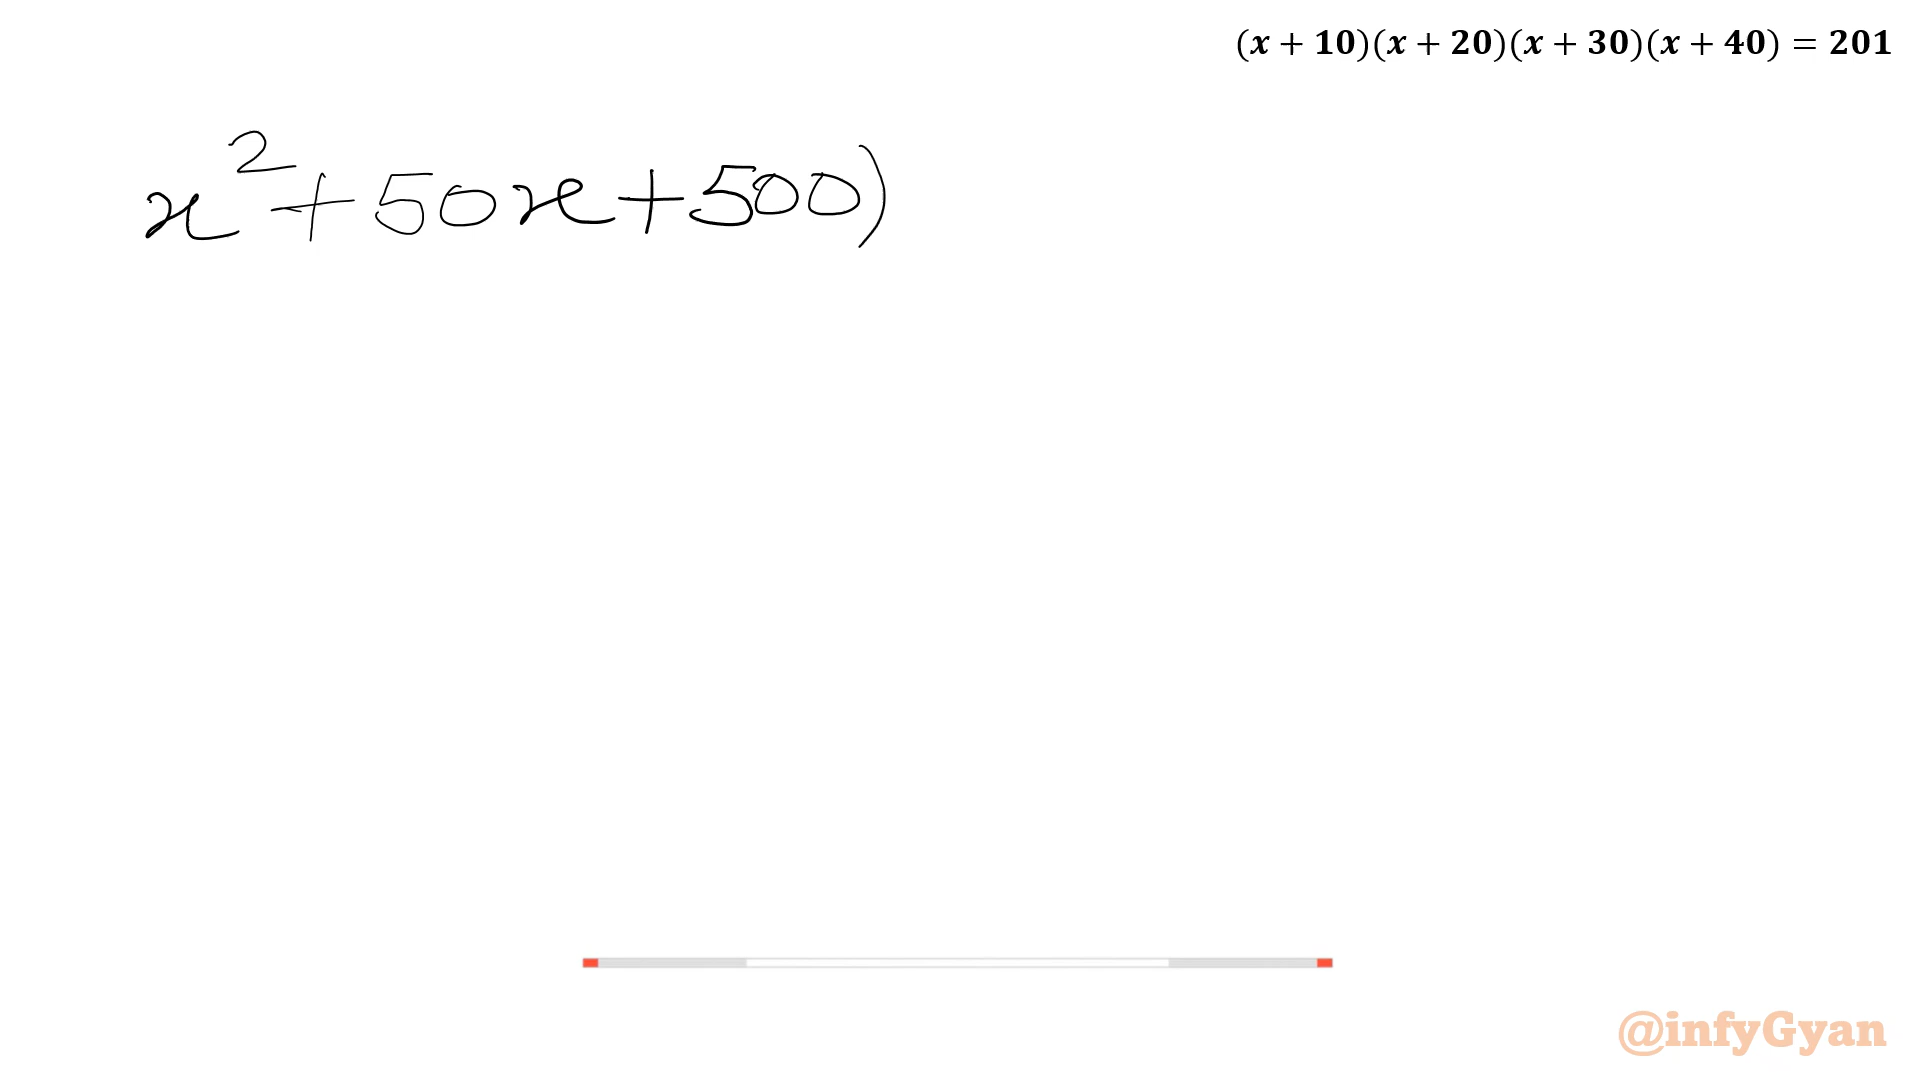 (x + 10)(x + 20)(x + 30)(x + 40) = 201
x² + 50x + 500)
@infyGyan